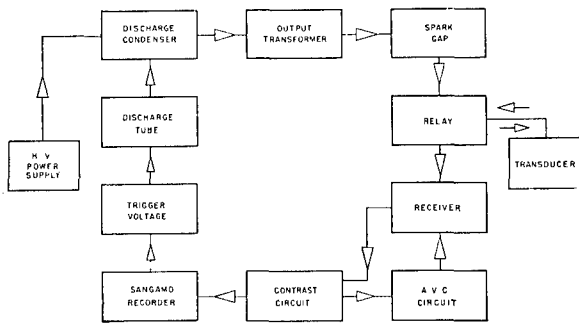 DISCHARGE
CONDENSER
OUTPUT
TRANSFORMER
SPARK
GAP
DISCHARGE
TUBE
RELAY
H V
POWER
SUPPLY
TRANSDUCER
TRIGGER
VOLTAGE
RECEIVER
SANGAMO
RECORDER
CONTRAST
CIRCUIT
A V C
CIRCUIT